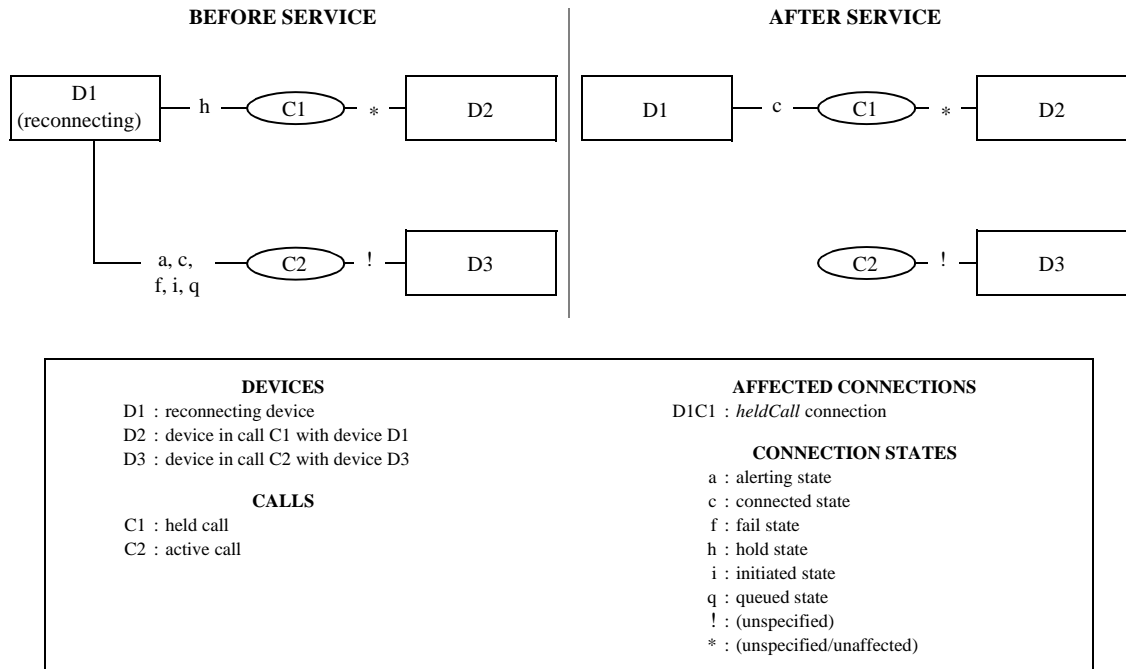 BEFORE SERVICE
D1
(reconnecting)
h
C1
*
D2
a, c,
f, i, q
C2
!
D3
AFTER SERVICE
D1
c
C1
*
D2
C2
!
D3
DEVICES
D1 : reconnecting device
D2 : device in call C1 with device D1
D3 : device in call C2 with device D3
CALLS
C1 : held call
C2 : active call
AFFECTED CONNECTIONS
D1C1 : heldCall connection
CONNECTION STATES
a : alerting state
c : connected state
f : fail state
h : hold state
i : initiated state
q : queued state
! : (unspecified)
* : (unspecified/unaffected)